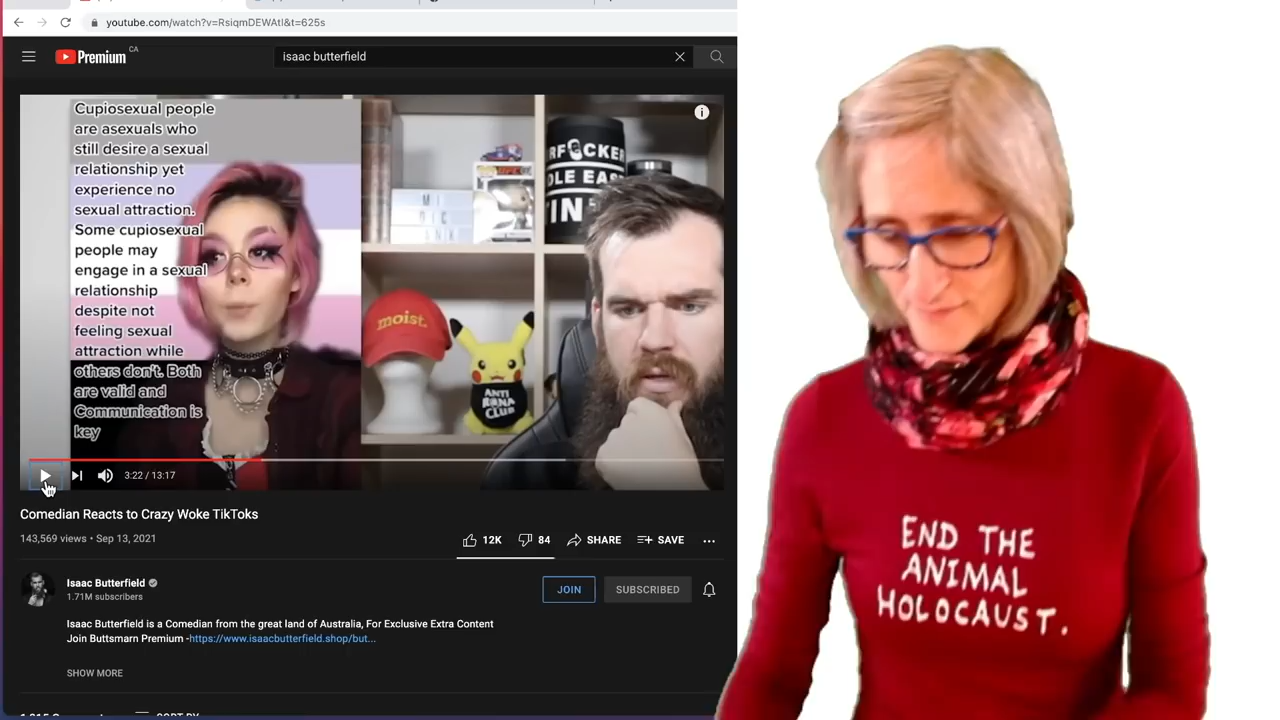 youtube.com/watch?v=RsiqmDEWAtI&t=625s
Premium CA
isaac butterfield
Cupiosexual people
are asexuals who
still desire a sexual
relationship yet
experience no
sexual attraction.
Some cupiosexual
people may
engage in a sexual
relationship
despite not
feeling sexual
attraction while
others don't. Both
are valid and
Communication is
key
moist.
ANTI
CLUB
3:22 / 13:17
Comedian Reacts to Crazy Woke TikToks
143,569 views • Sep 13, 2021
12K
84
SHARE
SAVE
Isaac Butterfield
1.71M subscribers
JOIN
SUBSCRIBED
Isaac Butterfield is a Comedian from the great land of Australia, For Exclusive Extra Content
Join Buttsmarn Premium -https://www.isaacbutterfield.shop/but...
SHOW MORE
END THE
ANIMAL
HOLOCAUST.